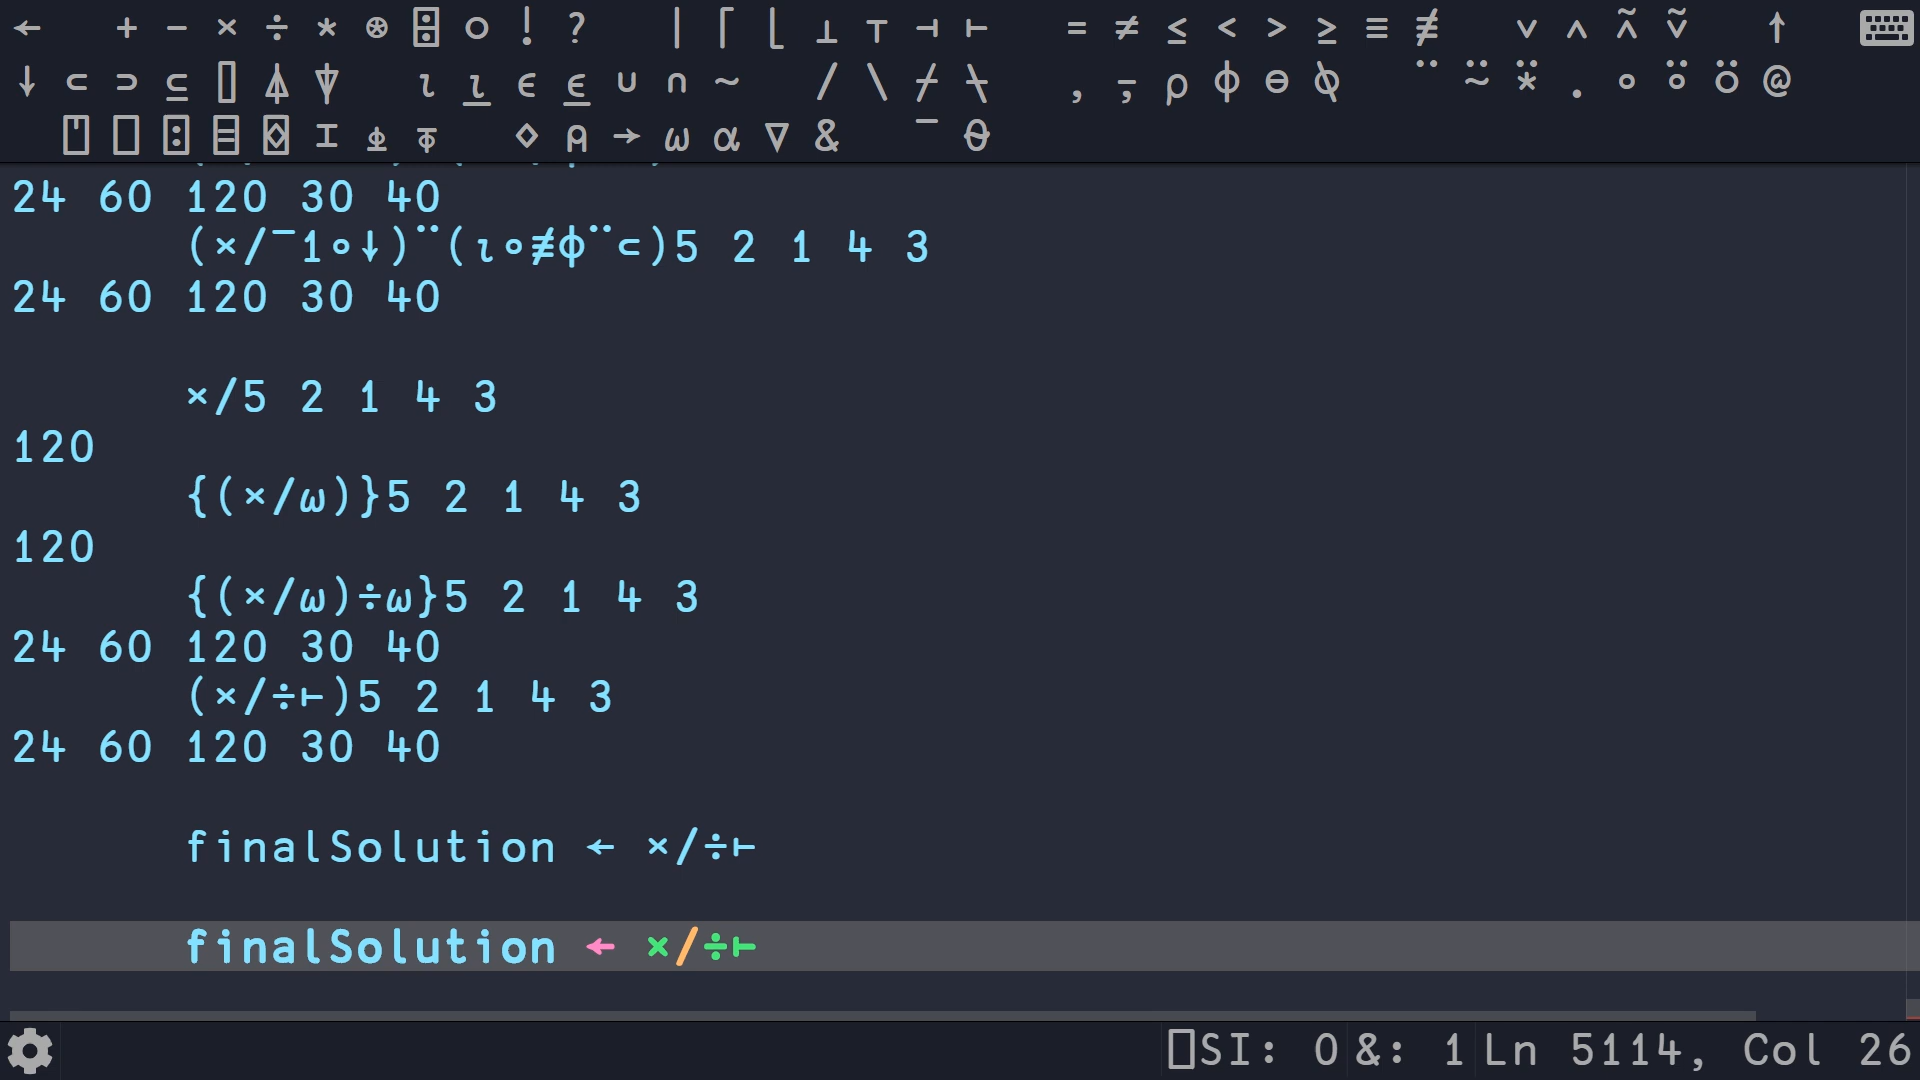 ← + - × ÷ * ⍟ ⌹ ○ ! ? | ⌈ ⌊ ⊥ ⊤ ⊣ ⊢ = ≠ ≤ < > ≥ ≡ ≢ ∨ ∧ ⍲ ⍱ ↑
↓ ⊂ ⊃ ⊆ ⌷ ⍋ ⍒ ⍳ ⍸ ∊ ⍷ ∪ ∩ ~ / \ ⌿ ⍀ , ⍪ ⍴ ⌽ ⊖ ⍉ ¨ ⍨ ⍣ . ∘ ⍤ ⍥ @
⍞ ⎕ ⍠ ⌸ ⌺ ⌶ ⍎ ⍕ ⋄ ⍝ → ⍵ ⍺ ∇ & ¯ ⍬
24 60 120 30 40
(×/¯1∘↓)¨(⍳∘≢⌽¨⊂)5 2 1 4 3
24 60 120 30 40
×/5 2 1 4 3
120
{(×/⍵)}5 2 1 4 3
120
{(×/⍵)÷⍵}5 2 1 4 3
24 60 120 30 40
(×/÷⊢)5 2 1 4 3
24 60 120 30 40
finalSolution ← ×/÷⊢
finalSolution ← ×/÷⊢
⎕SI: 0 &: 1 Ln 5114, Col 26